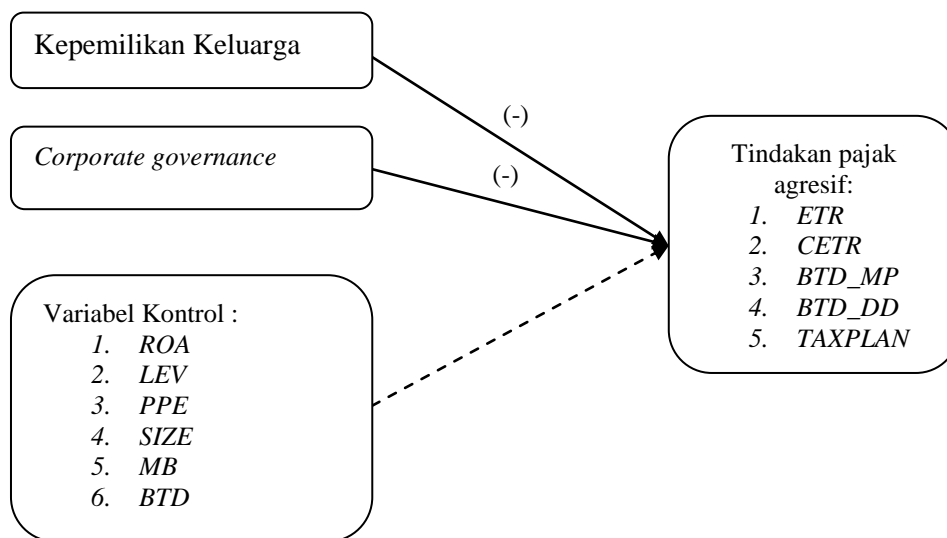 Kepemilikan Keluarga
(-)
Corporate governance
(-)
Tindakan pajak
agresif:
1. ETR
2. CETR
3. BTD_MP
4. BTD_DD
5. TAXPLAN
Variabel Kontrol :
1. ROA
2. LEV
3. PPE
4. SIZE
5. MB
6. BTD